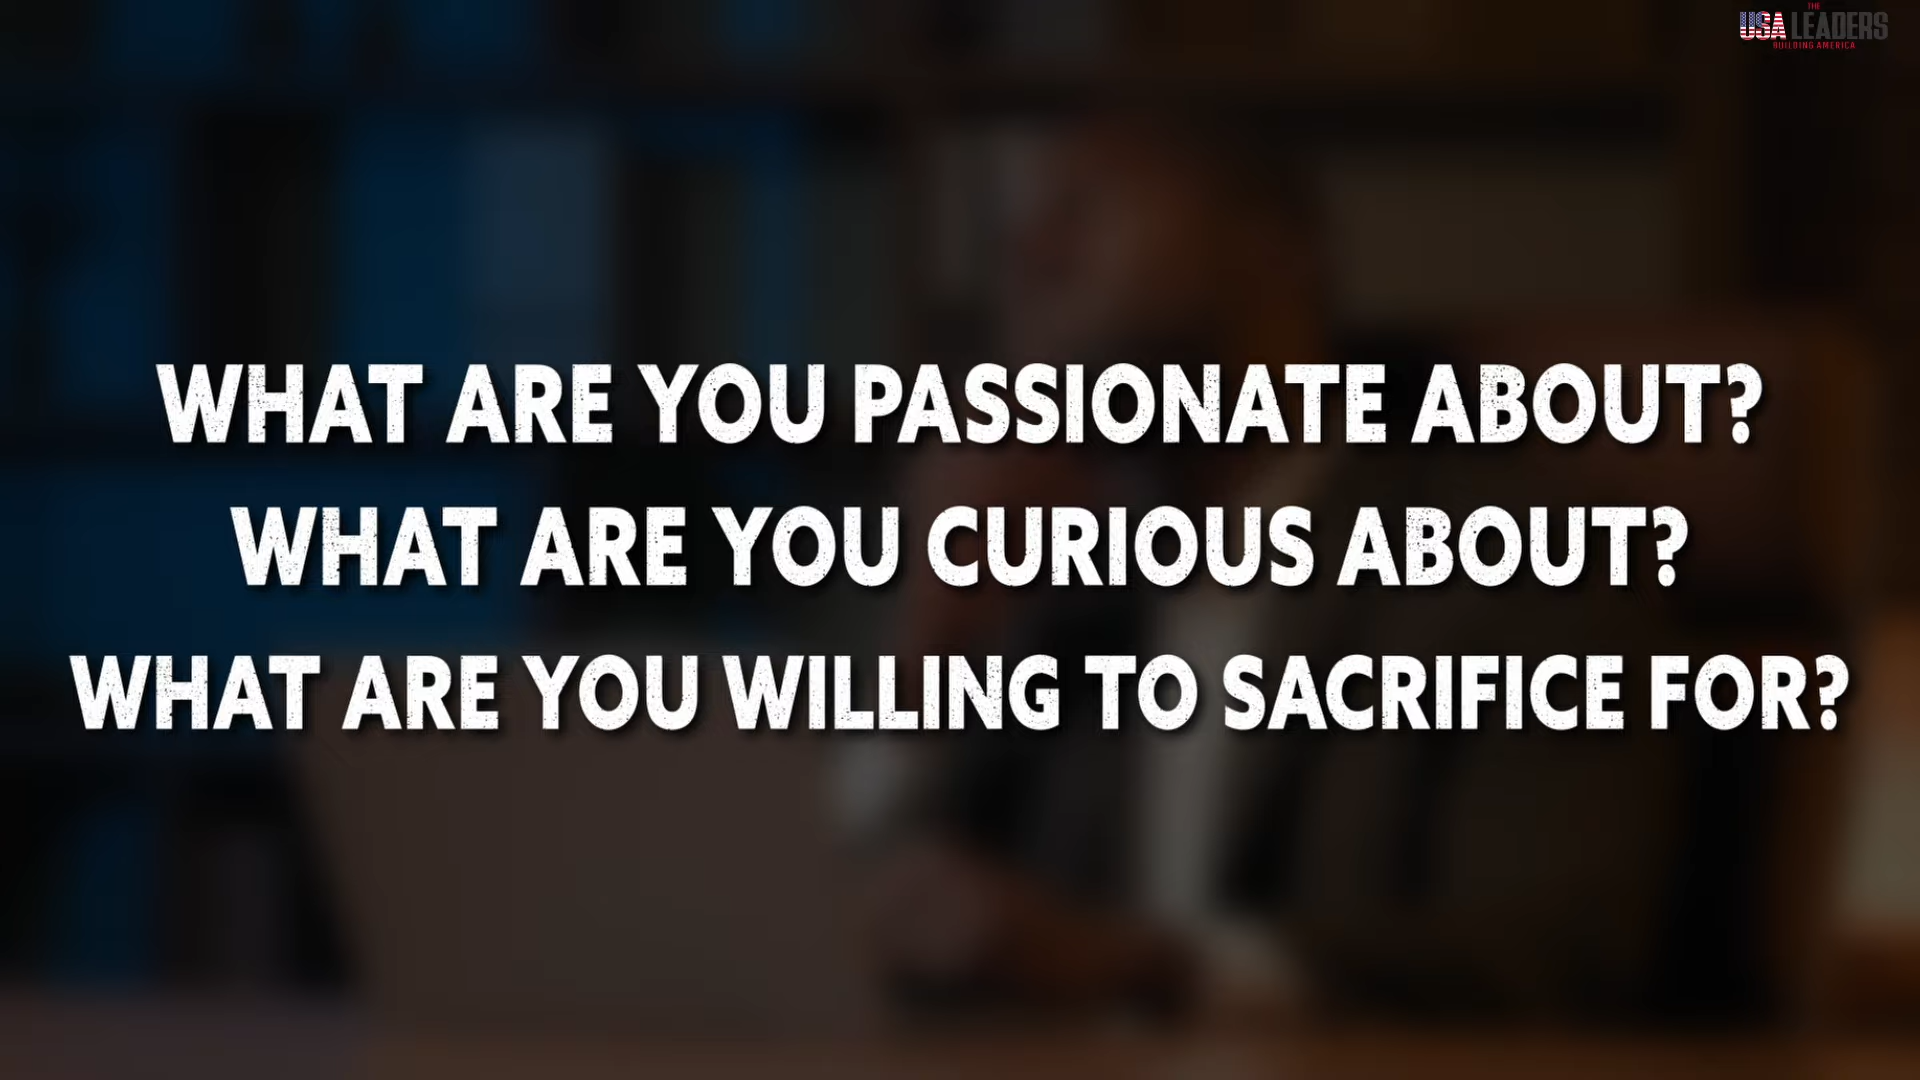 THE
USA LEADERS
BUILDING AMERICA
WHAT ARE YOU PASSIONATE ABOUT?
WHAT ARE YOU CURIOUS ABOUT?
WHAT ARE YOU WILLING TO SACRIFICE FOR?